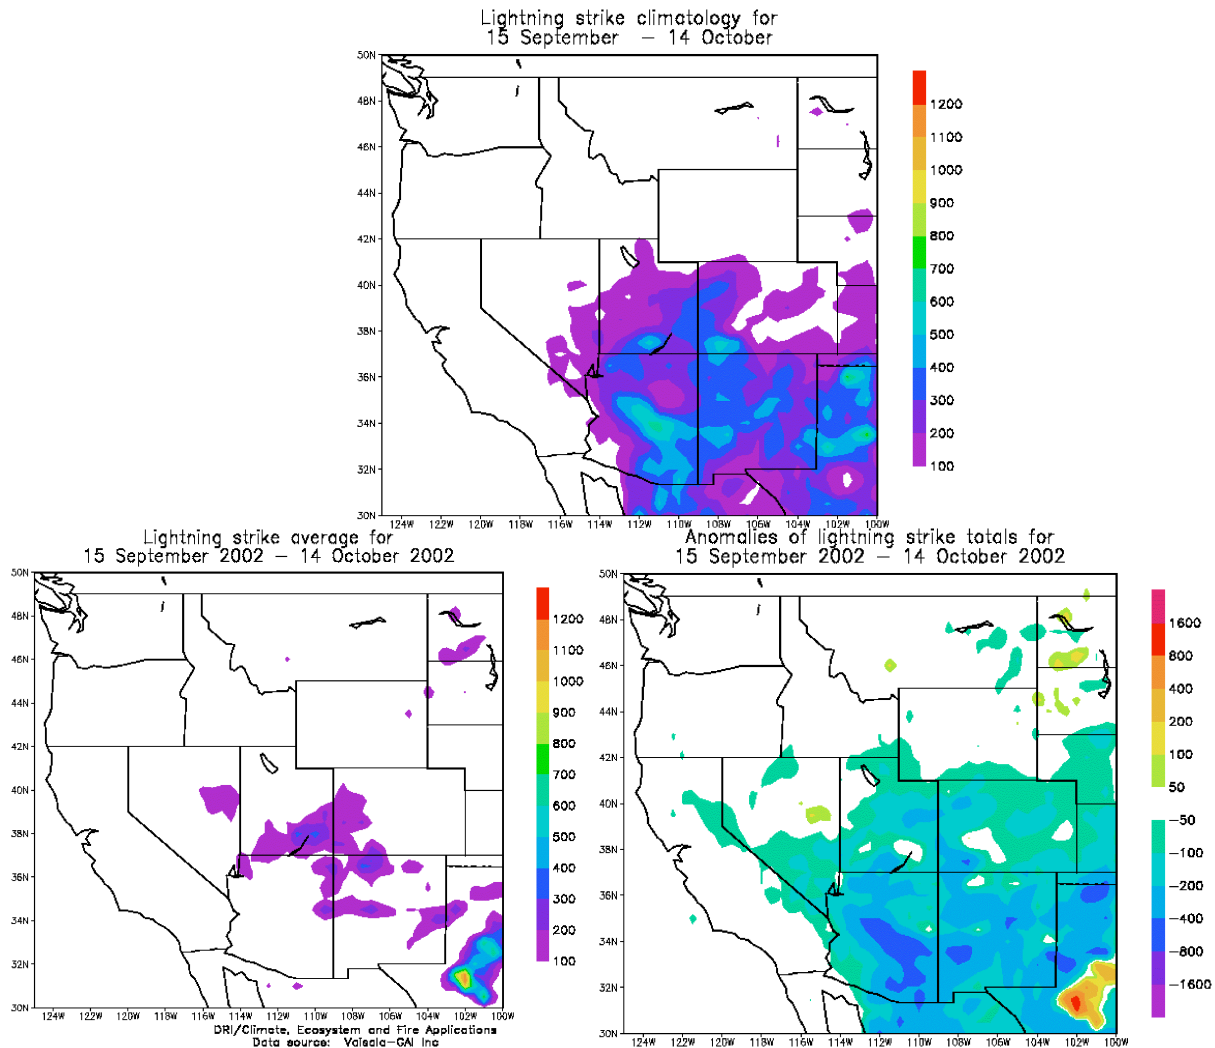 Lightning strike climatology for
15 September – 14 October
50N
48N
46N
44N
42N
40N
38N
36N
34N
32N
30N
124W 122W 120W 118W 116W 114W 112W 110W 108W 106W 104W 102W 100W
1200
1100
1000
900
800
700
600
500
400
300
200
100
Lightning strike average for
15 September 2002 – 14 October 2002
50N
48N
46N
44N
42N
40N
38N
36N
34N
32N
30N
124W 122W 120W 118W 116W 114W 112W 110W 108W 106W 104W 102W 100W
1200
1100
1000
900
800
700
600
500
400
300
200
100
DRI/Climate, Ecosystem and Fire Applications
Data source: Vaisala-GAI Inc
Anomalies of lightning strike totals for
15 September 2002 – 14 October 2002
50N
48N
46N
44N
42N
40N
38N
36N
34N
32N
30N
124W 122W 120W 118W 116W 114W 112W 110W 108W 106W 104W 102W 100W
1600
800
400
200
100
50
−50
−100
−200
−400
−800
−1600